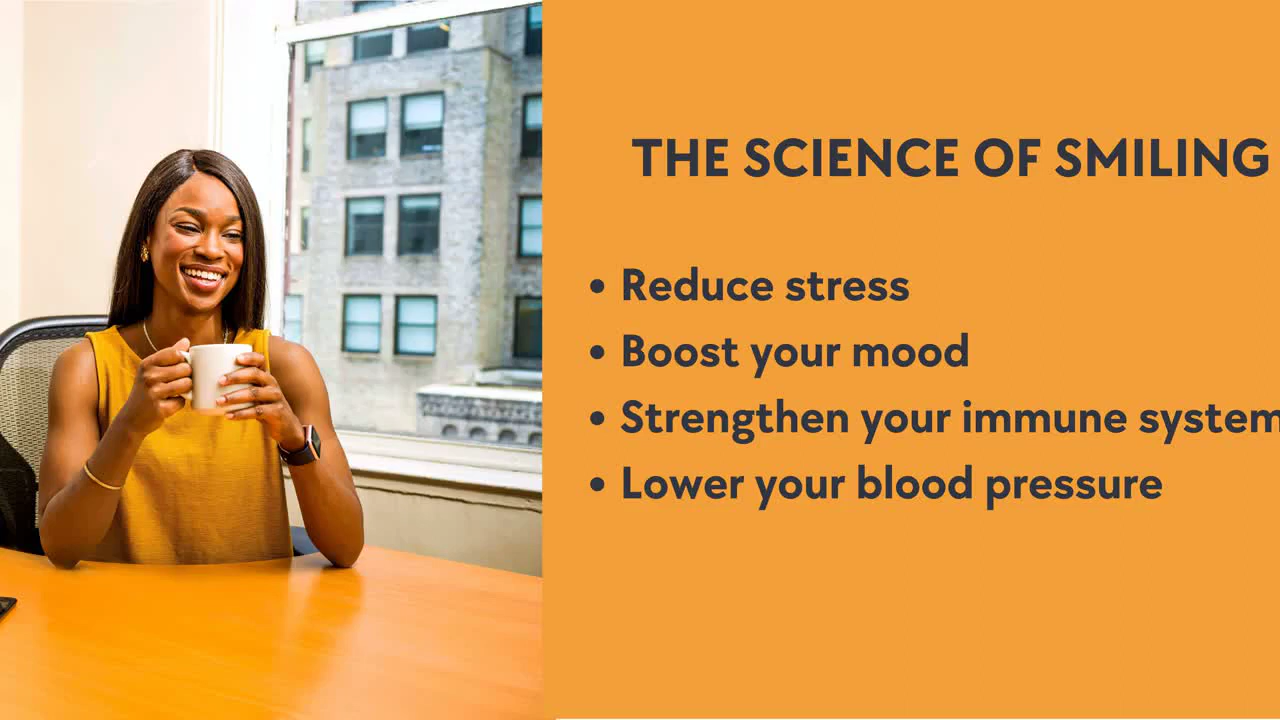 THE SCIENCE OF SMILING
• Reduce stress
• Boost your mood
• Strengthen your immune system
• Lower your blood pressure